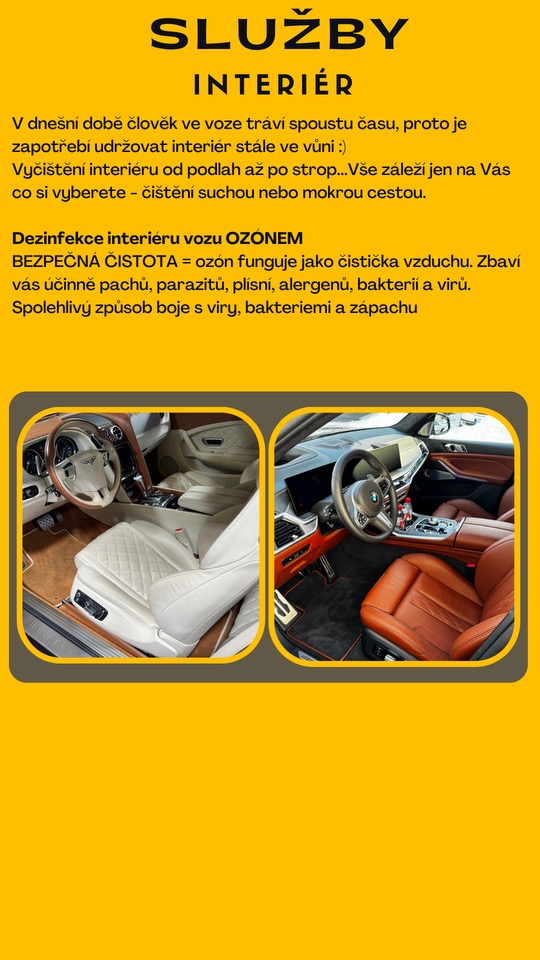 SLUŽBY
INTERIÉR
V dnešní době člověk ve voze tráví spoustu času, proto je
zapotřebí udržovat interiér stále ve vůni :)
Vyčištění interiéru od podlah až po strop...Vše záleží jen na Vás
co si vyberete - čištění suchou nebo mokrou cestou.
Dezinfekce interiéru vozu OZÓNEM
BEZPEČNÁ ČISTOTA = ozón funguje jako čistička vzduchu. Zbaví
vás účinně pachů, parazitů, plísní, alergenů, bakterií a virů.
Spolehlivý způsob boje s viry, bakteriemi a zápachu